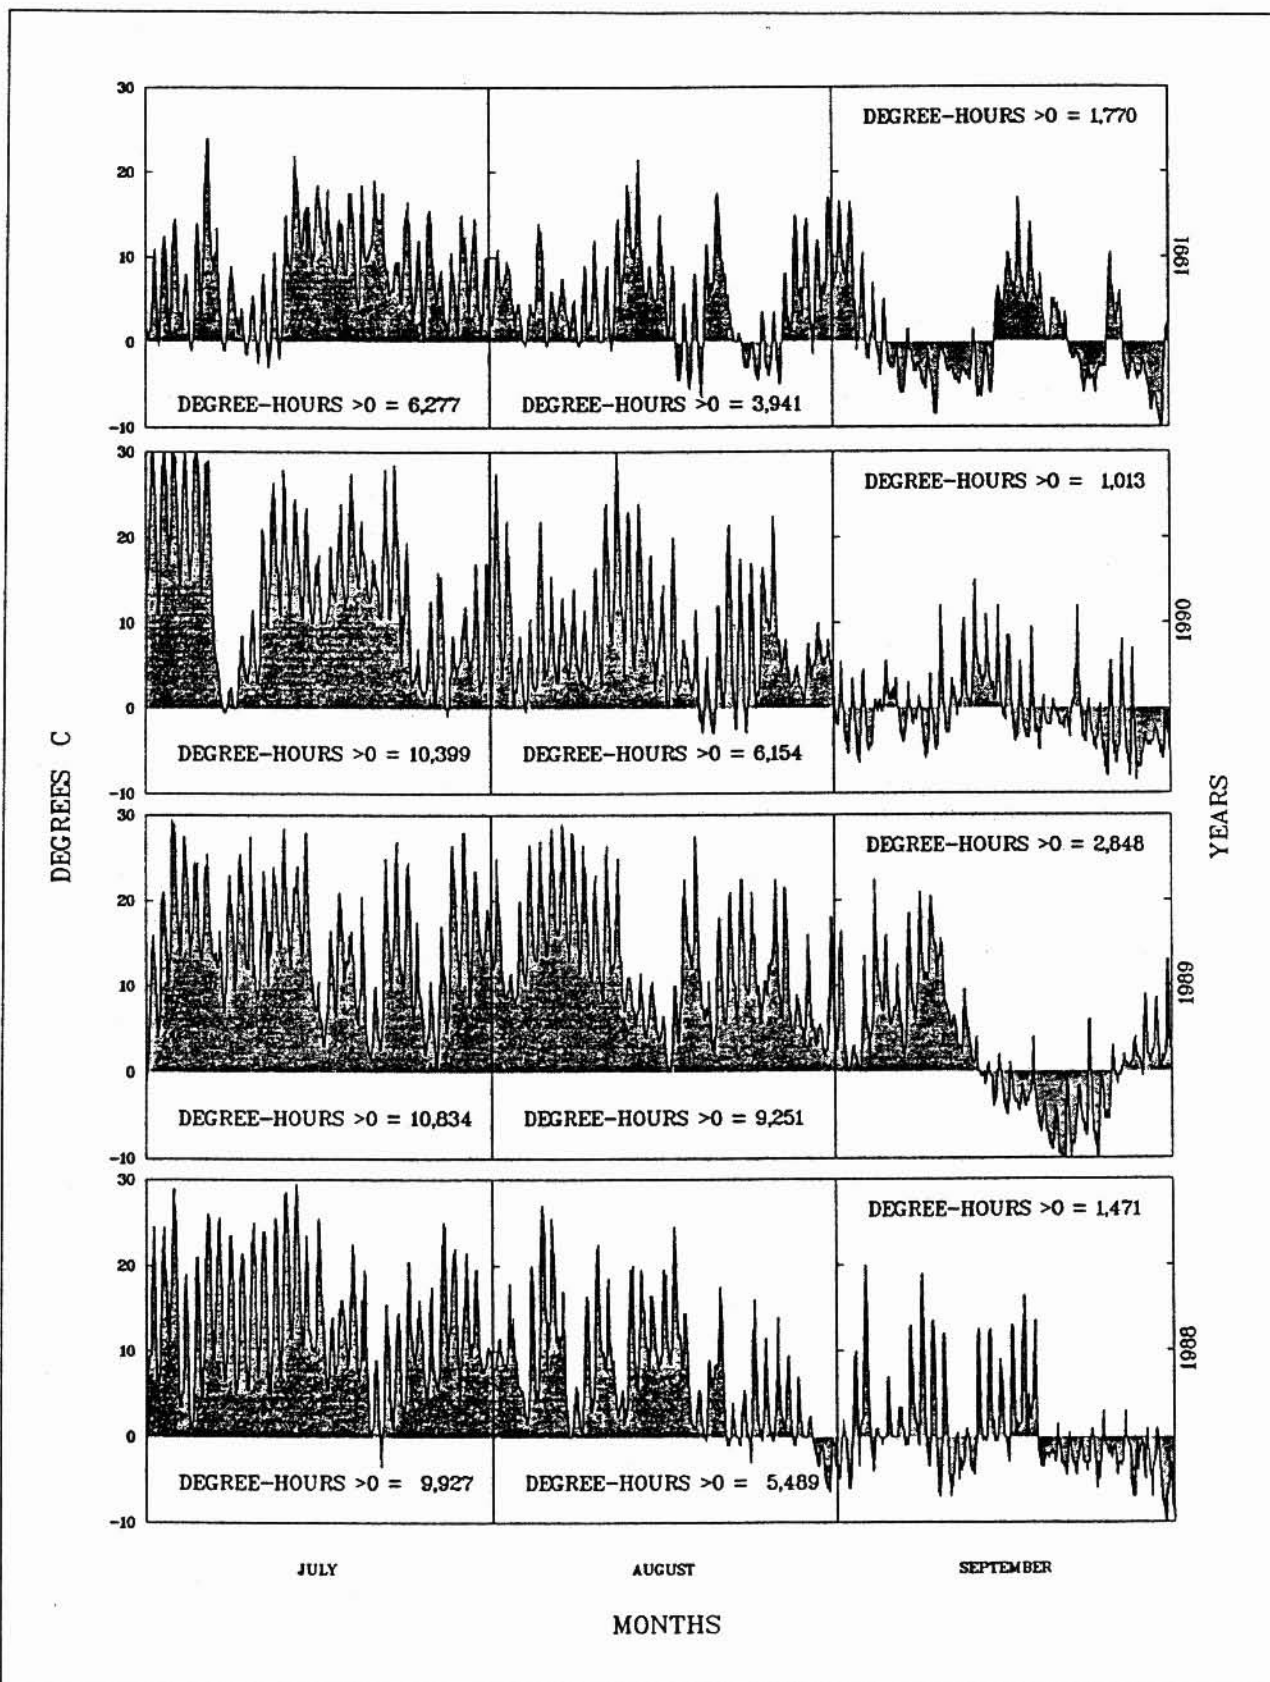 30
DEGREE-HOURS >0 = 1,770
20
10
0
DEGREE-HOURS >0 = 6,277
DEGREE-HOURS >0 = 3,941
-10
1991
30
DEGREE-HOURS >0 = 1,013
20
10
0
DEGREE-HOURS >0 = 10,399
DEGREE-HOURS >0 = 6,154
-10
1990
DEGREES C
YEARS
30
DEGREE-HOURS >0 = 2,848
20
10
0
DEGREE-HOURS >0 = 10,834
DEGREE-HOURS >0 = 9,251
-10
1989
30
DEGREE-HOURS >0 = 1,471
20
10
0
DEGREE-HOURS >0 = 9,927
DEGREE-HOURS >0 = 5,489
-10
1988
JULY
AUGUST
SEPTEMBER
MONTHS